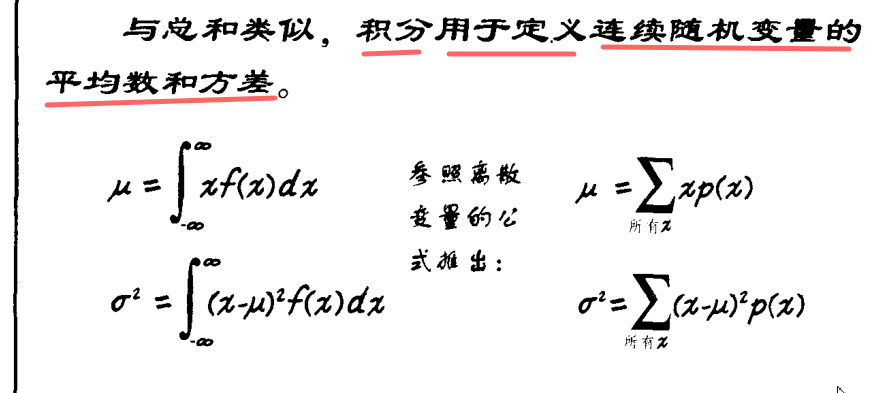 与总和类似，积分用于定义连续随机变量的
平均数和方差。
μ = ∫_{-∞}^{∞} xf(x)dx
σ² = ∫_{-∞}^{∞} (x-μ)²f(x)dx
参照离散
变量的公
式推出：
μ = ∑_{所有x} xp(x)
σ² = ∑_{所有x} (x-μ)²p(x)